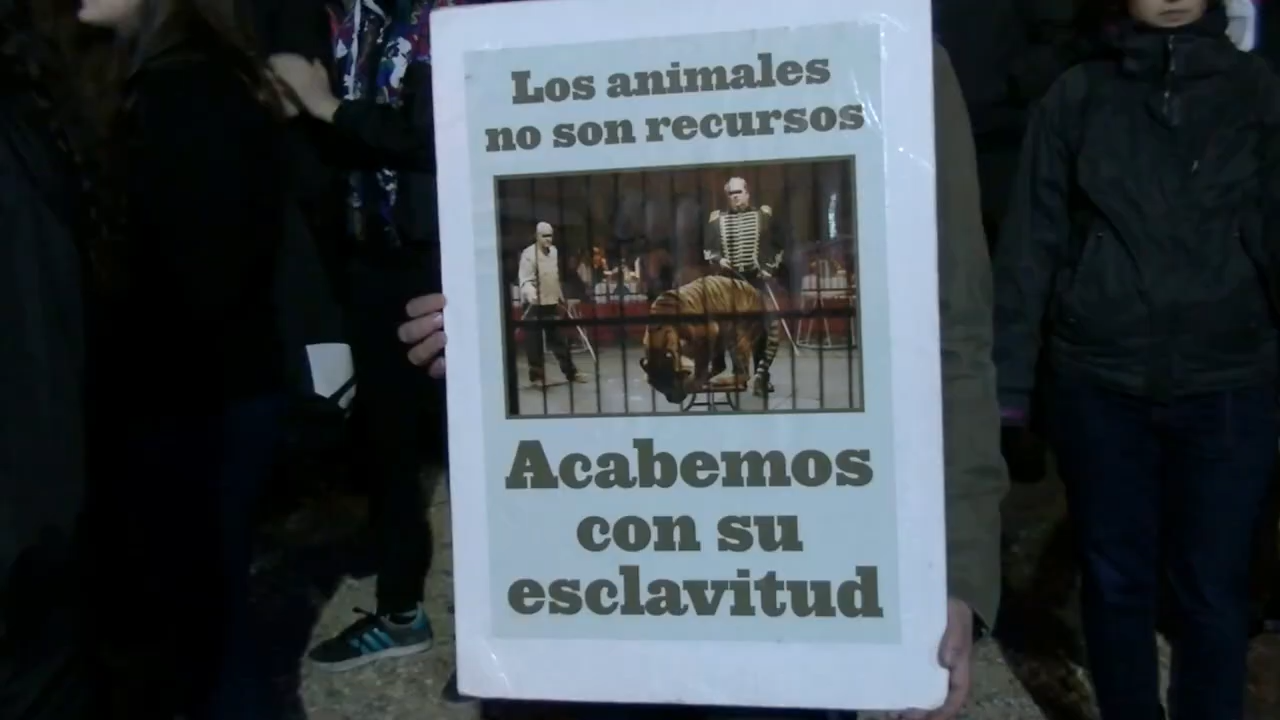 Los animales
no son recursos
Acabemos
con su
esclavitud